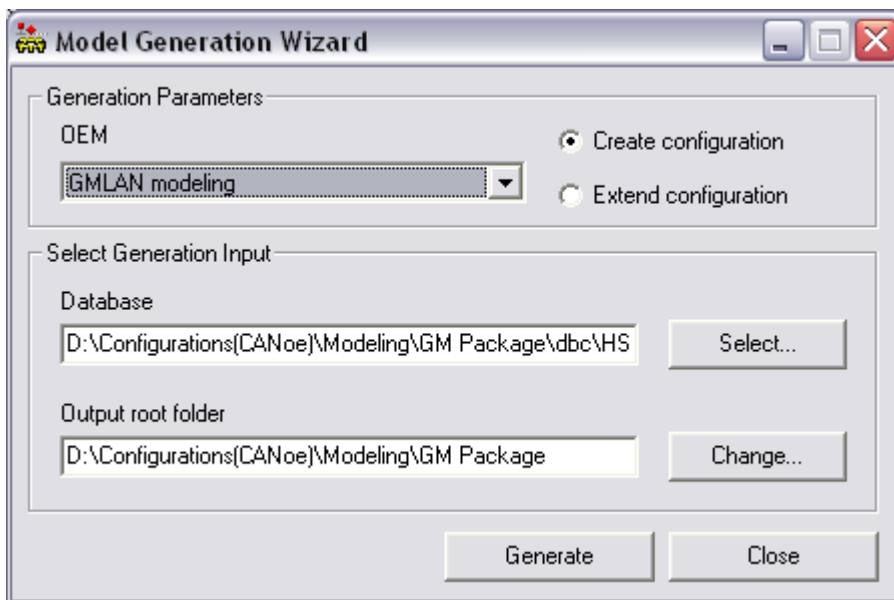 Model Generation Wizard
Generation Parameters
OEM
GMLAN modeling
Create configuration
Extend configuration
Select Generation Input
Database
D:\Configurations(CANoe)\Modeling\GM Package\dbc\HS
Select...
Output root folder
D:\Configurations(CANoe)\Modeling\GM Package
Change...
Generate
Close